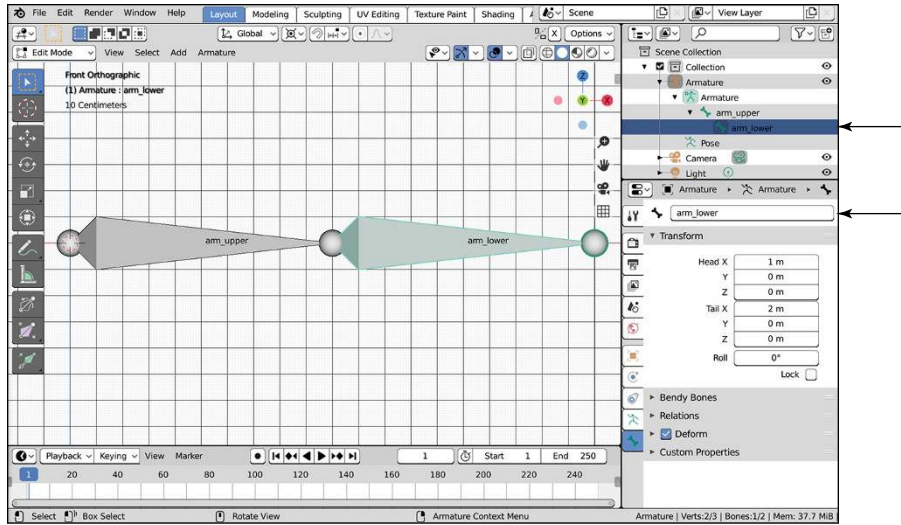 File Edit Render Window Help Layout Modeling Sculpting UV Editing Texture Paint Shading Scene View Layer
Global Options
Edit Mode View Select Add Armature
Front Orthographic
(1) Armature : arm_lower
10 Centimeters
Z
Y X
arm_upper arm_lower
Scene Collection
Collection
Armature
Armature
arm_upper
arm_lower
Pose
Camera
Light
Armature Armature
arm_lower
Transform
Head X 1 m
Y 0 m
Z 0 m
Tail X 2 m
Y 0 m
Z 0 m
Roll 0°
Lock
Bendy Bones
Relations
Deform
Custom Properties
Playback Keying View Marker 1 Start 1 End 250
1 20 40 60 80 100 120 140 160 180 200 220 240
Select Box Select Rotate View Armature Context Menu Armature | Verts:2/3 | Bones:1/2 | Mem: 37.7 MiB